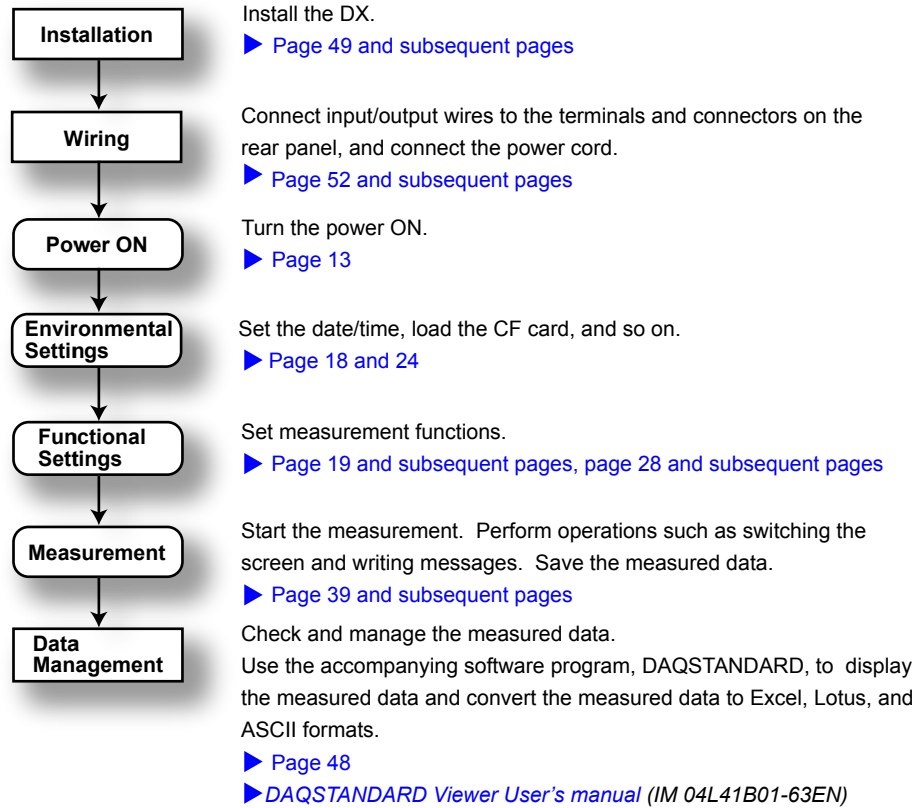 Installation
Install the DX.
▶ Page 49 and subsequent pages
Wiring
Connect input/output wires to the terminals and connectors on the
rear panel, and connect the power cord.
▶ Page 52 and subsequent pages
Power ON
Turn the power ON.
▶ Page 13
Environmental
Settings
Set the date/time, load the CF card, and so on.
▶ Page 18 and 24
Functional
Settings
Set measurement functions.
▶ Page 19 and subsequent pages, page 28 and subsequent pages
Measurement
Start the measurement. Perform operations such as switching the
screen and writing messages. Save the measured data.
▶ Page 39 and subsequent pages
Data
Management
Check and manage the measured data.
Use the accompanying software program, DAQSTANDARD, to display
the measured data and convert the measured data to Excel, Lotus, and
ASCII formats.
▶ Page 48
▶ DAQSTANDARD Viewer User's manual (IM 04L41B01-63EN)